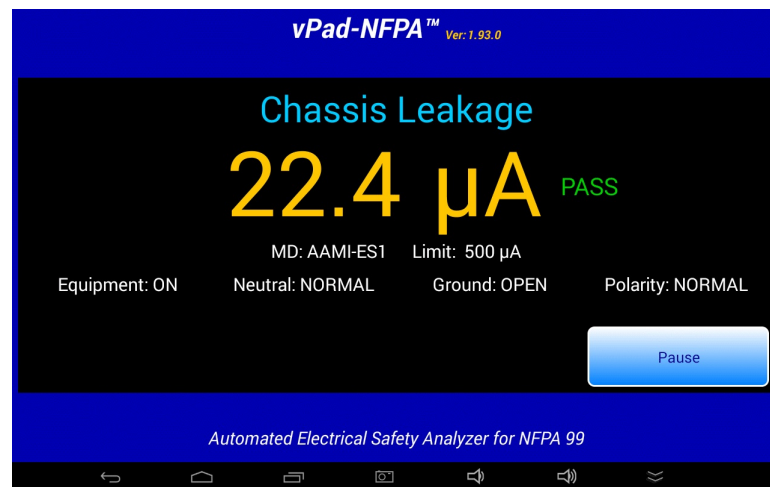 vPad-NFPA™ Ver: 1.93.0
Chassis Leakage
22.4 µA PASS
MD: AAMI-ES1 Limit: 500 µA
Equipment: ON Neutral: NORMAL Ground: OPEN Polarity: NORMAL
Pause
Automated Electrical Safety Analyzer for NFPA 99